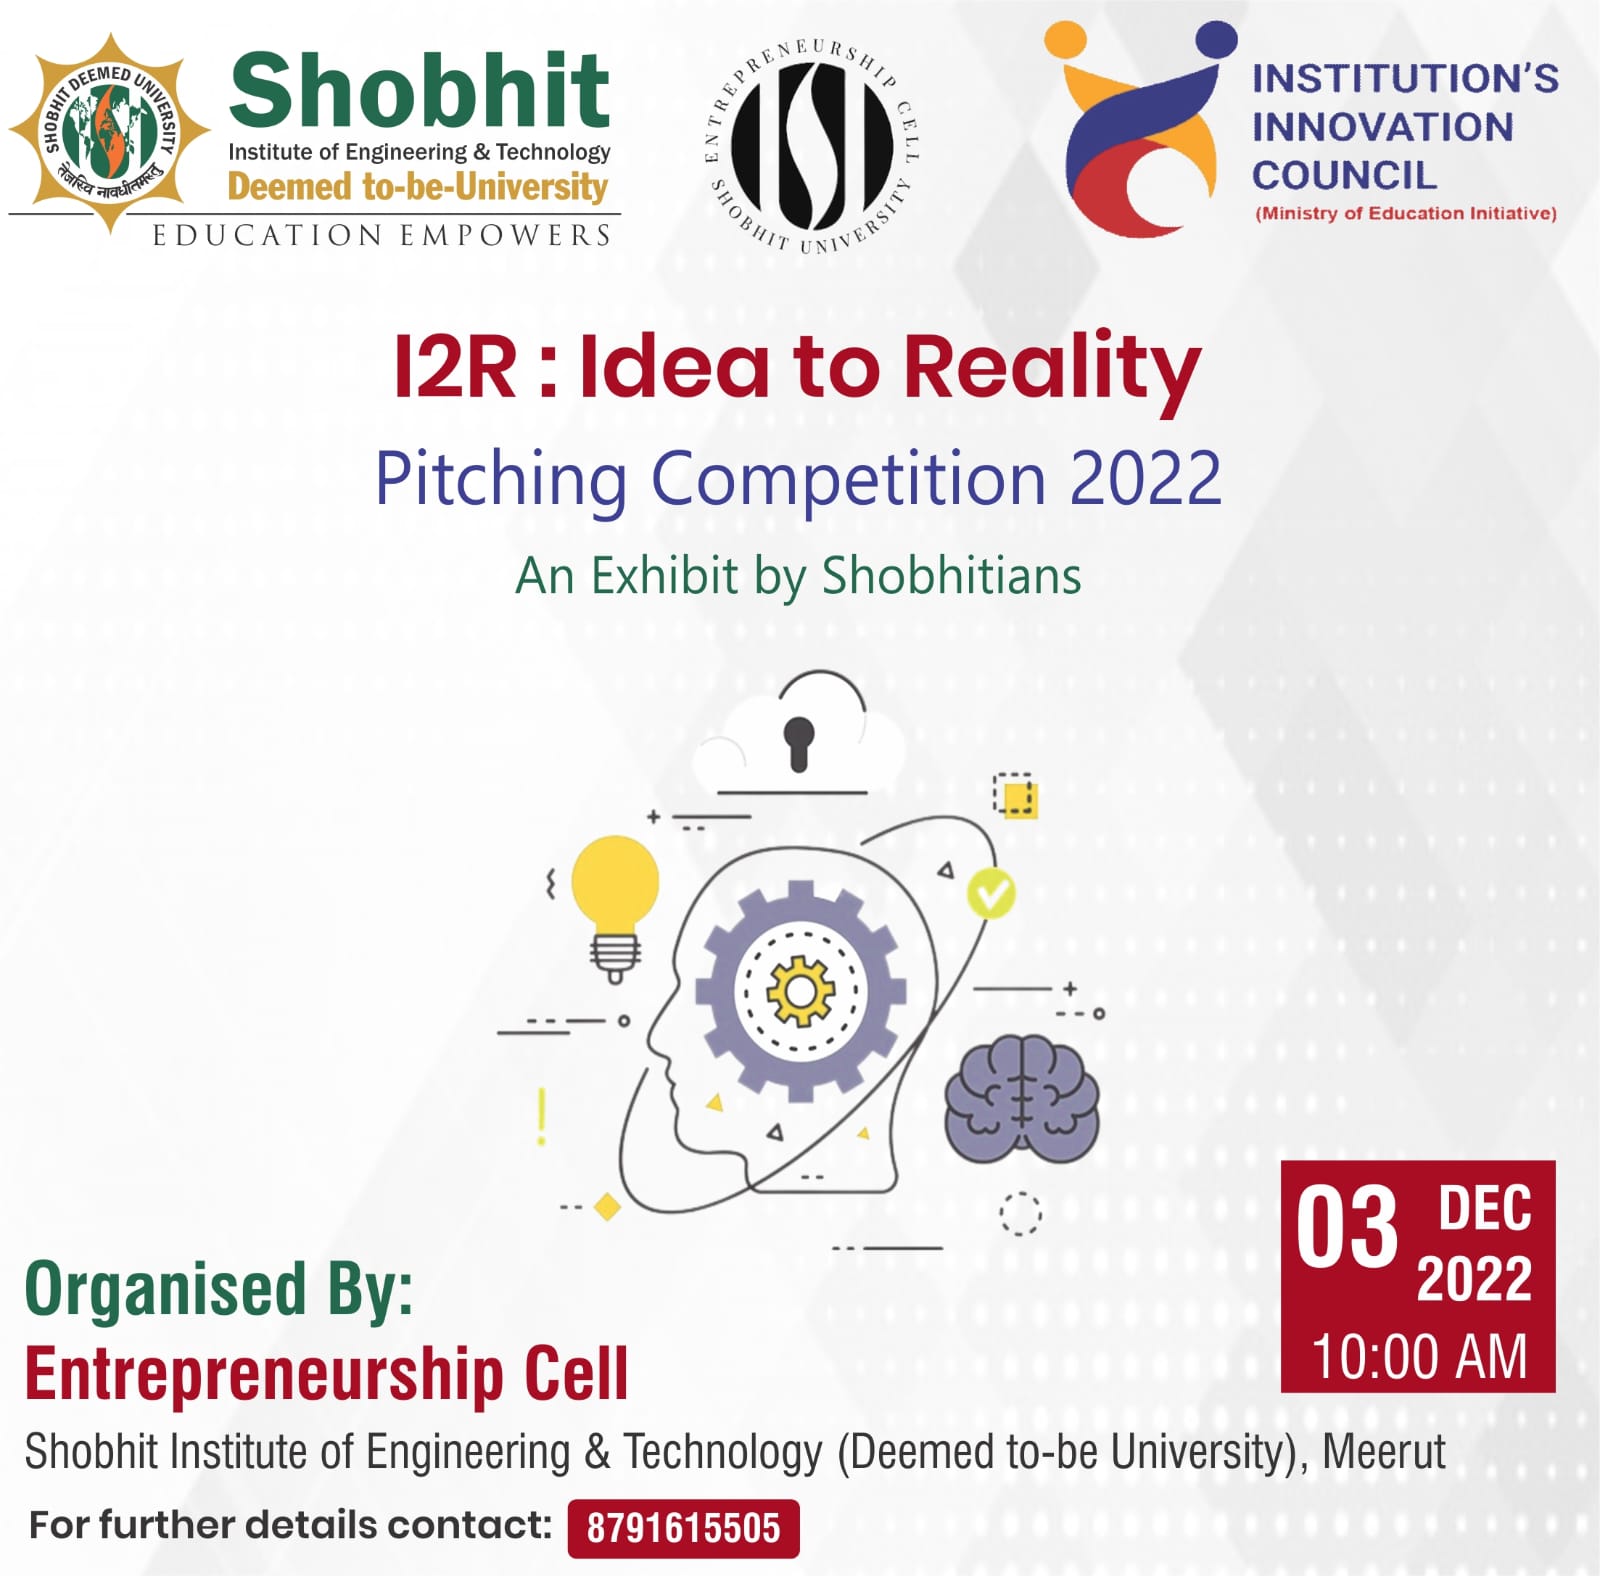 SHOBHIT DEEMED UNIVERSITY
तेजस्वि नावधीतमस्तु
Shobhit
Institute of Engineering & Technology
Deemed to-be-University
EDUCATION EMPOWERS
ENTREPRENEURSHIP CELL
SHOBHIT UNIVERSITY
INSTITUTION'S
INNOVATION
COUNCIL
(Ministry of Education Initiative)
I2R : Idea to Reality
Pitching Competition 2022
An Exhibit by Shobhitians
03 DEC
2022
10:00 AM
Organised By:
Entrepreneurship Cell
Shobhit Institute of Engineering & Technology (Deemed to-be University), Meerut
For further details contact: 8791615505